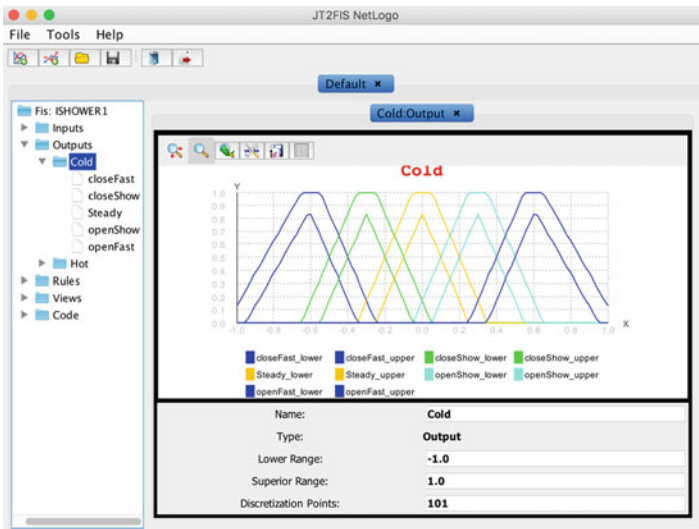 JT2FIS NetLogo
File Tools Help
Default ×
Fis: ISHOWER1
Inputs
Outputs
Cold
closeFast
closeShow
Steady
openShow
openFast
Hot
Rules
Views
Code
Cold:Output ×
Cold
Y
1.0
0.9
0.8
0.7
0.6
0.5
0.4
0.3
0.2
0.1
0.0
-1.0 -0.8 -0.6 -0.4 -0.2 0.0 0.2 0.4 0.6 0.8 1.0 X
closeFast_lower closeFast_upper closeShow_lower closeShow_upper
Steady_lower Steady_upper openShow_lower openShow_upper
openFast_lower openFast_upper
Name: Cold
Type: Output
Lower Range: -1.0
Superior Range: 1.0
Discretization Points: 101